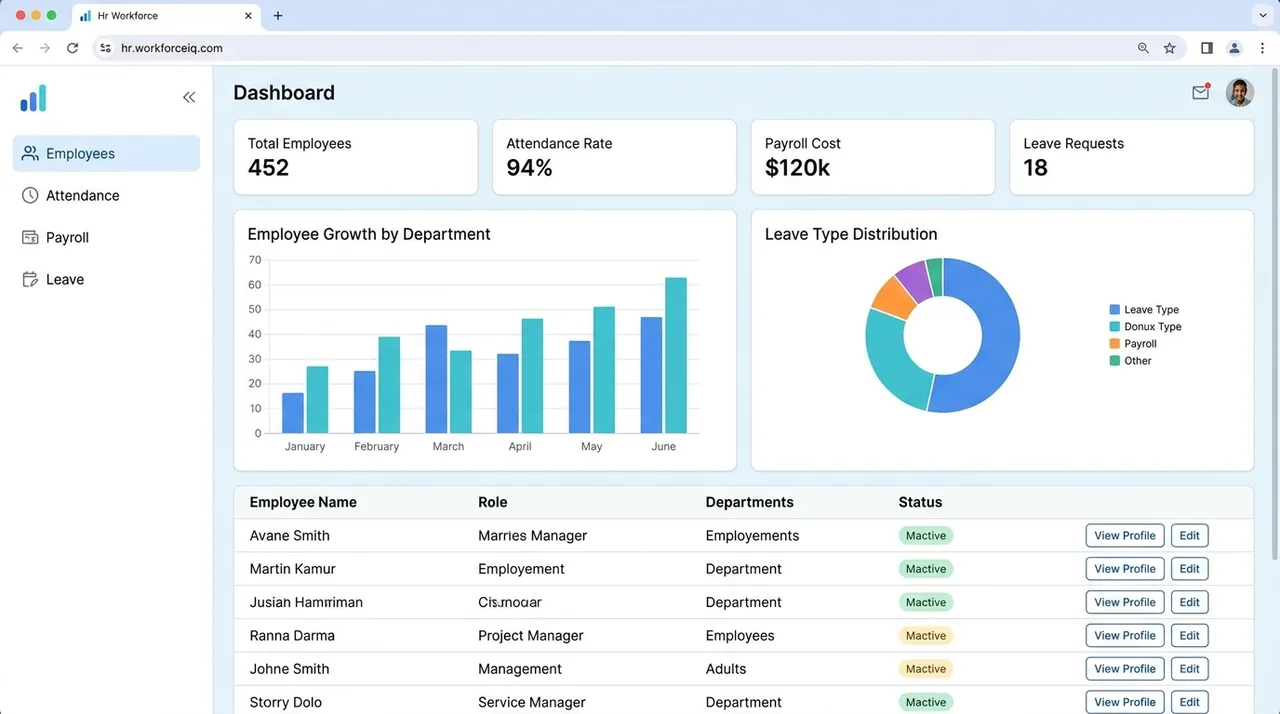 Hr Workforce
hr.workforceiq.com
Dashboard
Employees
Attendance
Payroll
Leave
Total Employees
452
Attendance Rate
94%
Payroll Cost
$120k
Leave Requests
18
Employee Growth by Department
70
60
50
40
30
20
10
0
January February March April May June
Leave Type Distribution
Leave Type
Donux Type
Payroll
Other
Employee Name Role Departments Status
Avane Smith Marries Manager Employements Mactive View Profile Edit
Martin Kamur Employement Department Mactive View Profile Edit
Jusian Department Mactive View Profile Edit
Ranna Darma Project Manager Employees Mactive View Profile Edit
Johne Smith Management Adults Mactive View Profile Edit
Storry Dolo Service Manager Department Mactive View Profile Edit